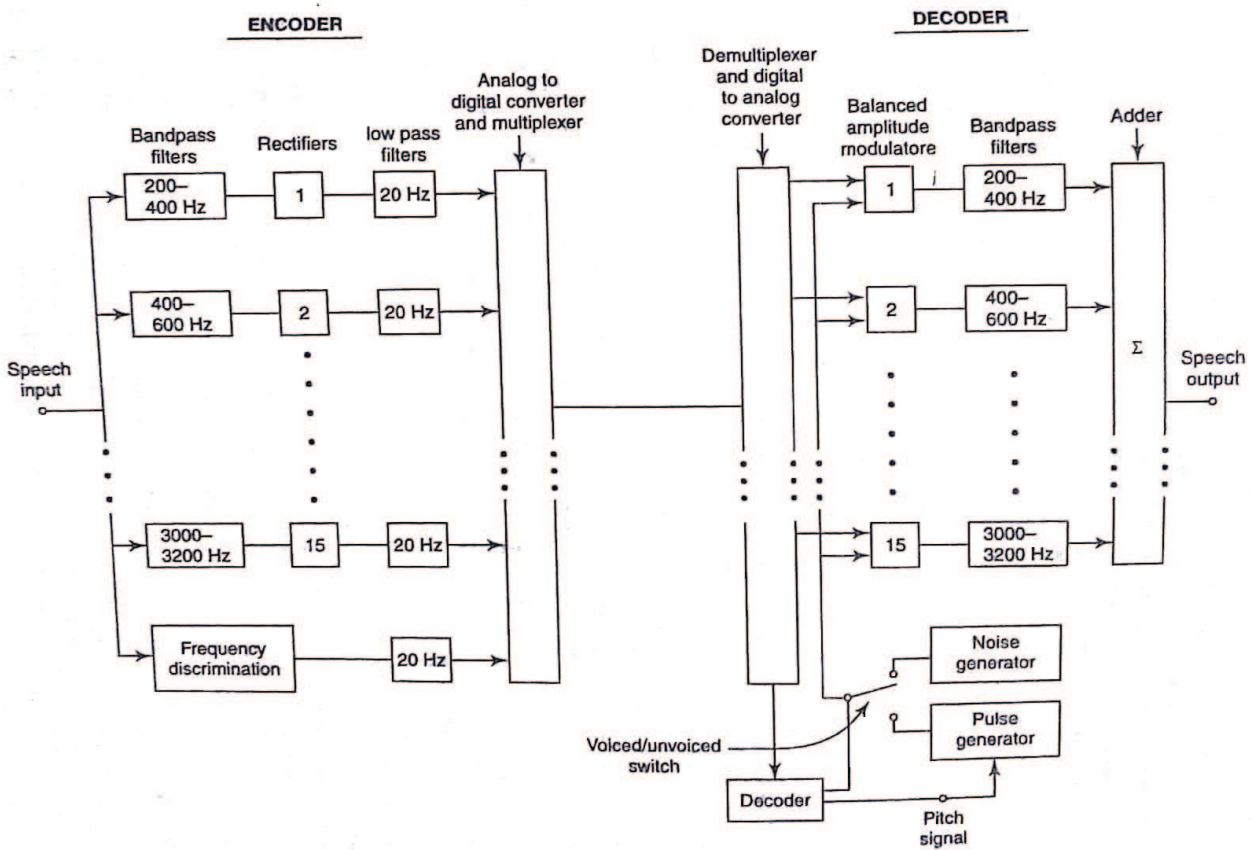 ENCODER
DECODER
Analog to
digital converter
and multiplexer
Demultiplexer
and digital
to analog
converter
Bandpass
filters
Rectifiers
low pass
filters
Balanced
amplitude
modulatore
Bandpass
filters
Adder
200–
400 Hz
1
20 Hz
1
i
200–
400 Hz
400–
600 Hz
2
20 Hz
2
400–
600 Hz
Speech
input
Σ
Speech
output
3000–
3200 Hz
15
20 Hz
15
3000–
3200 Hz
Frequency
discrimination
20 Hz
Noise
generator
Pulse
generator
Voiced/unvoiced
switch
Decoder
Pitch
signal